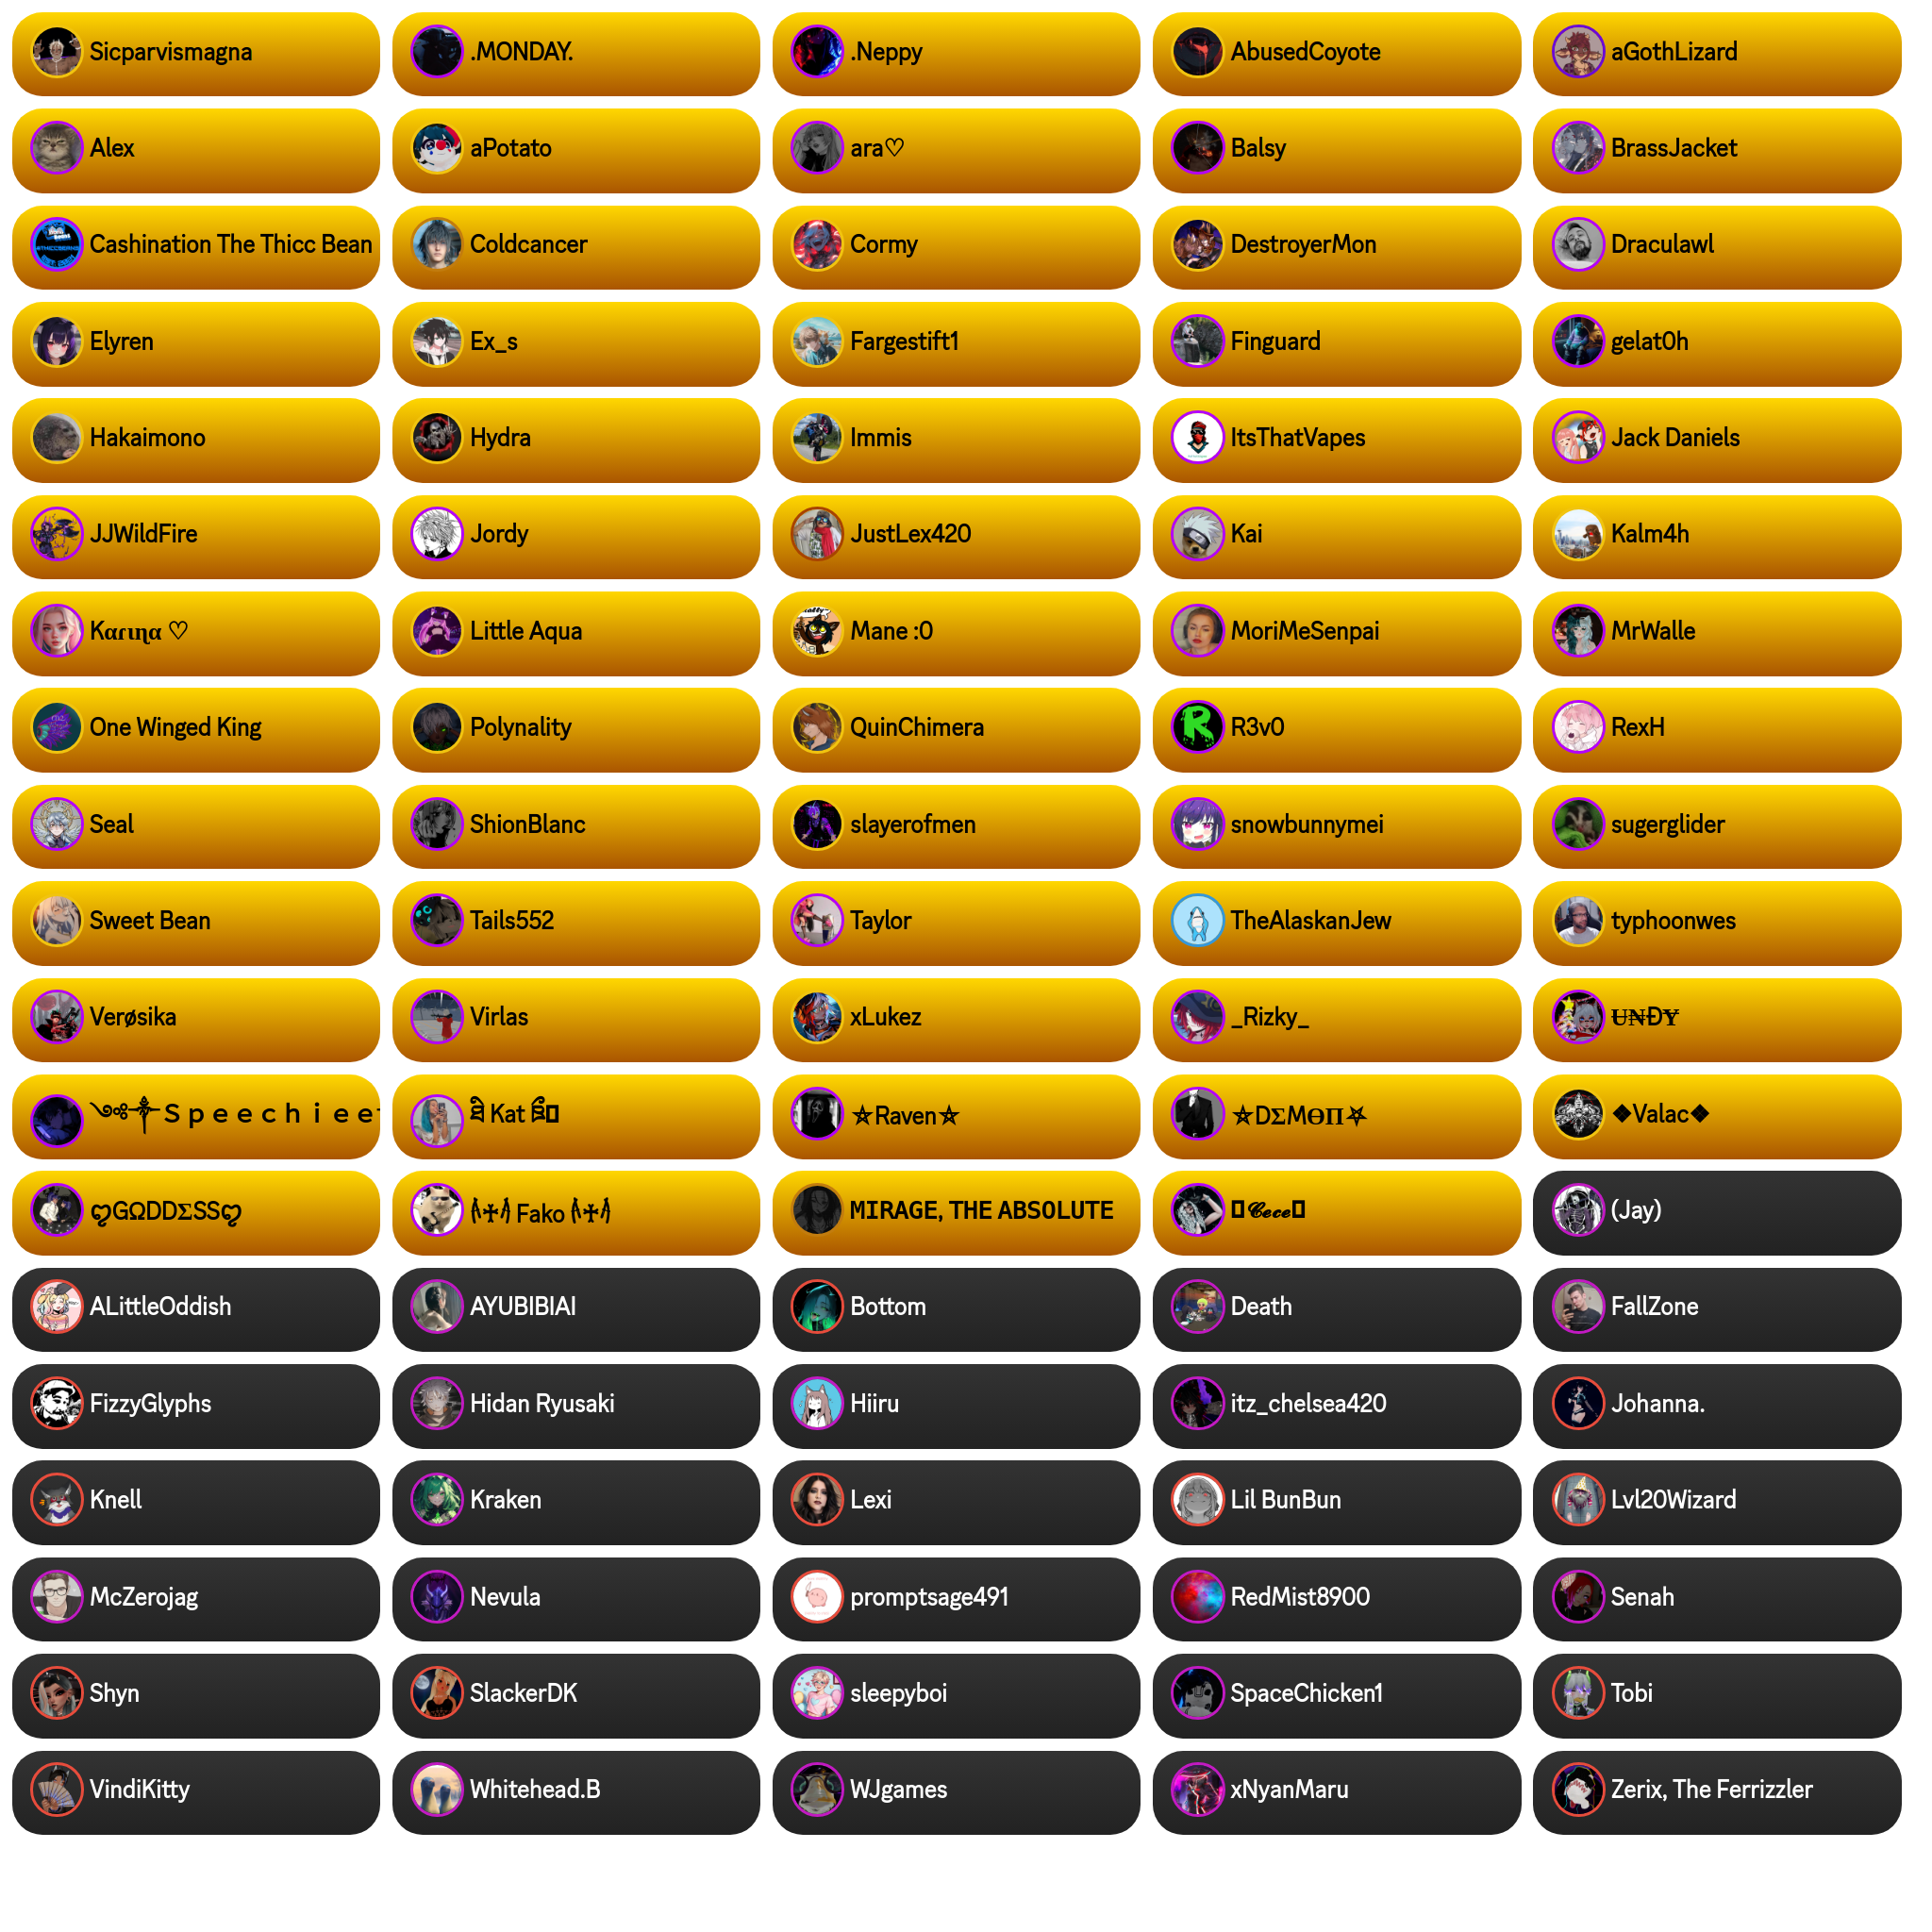 Sicparvismagna
.MONDAY.
.Neppy
AbusedCoyote
aGothLizard
Alex
aPotato
ara♡
Balsy
BrassJacket
Cashination The Thicc Bean
Coldcancer
Cormy
DestroyerMon
Draculawl
Elyren
Ex_s
Fargestift1
Finguard
gelat0h
Hakaimono
Hydra
Immis
ItsThatVapes
Jack Daniels
JJWildFire
Jordy
JustLex420
Kai
Kalm4h
Kαɾιɳα ♡
Little Aqua
Mane :0
MoriMeSenpai
MrWalle
One Winged King
Polynality
QuinChimera
R3v0
RexH
Seal
ShionBlanc
slayerofmen
snowbunnymei
sugerglider
Sweet Bean
Tails552
Taylor
TheAlaskanJew
typhoonwes
Verøsika
Virlas
xLukez
_Rizky_
U̶N̶ĐY̶
༺༒Ｓｐｅｅｃｈｉｅｅ
Kat
⛤Raven⛤
⛤DΣMѲП⛧
❖Valac❖
ღGΩDDΣSSღ
Fako
MIRAGE, THE ABSOLUTE
𝓒𝓮𝓬𝓮
(Jay)
ALittleOddish
AYUBIBIAI
Bottom
Death
FallZone
FizzyGlyphs
Hidan Ryusaki
Hiiru
itz_chelsea420
Johanna.
Knell
Kraken
Lexi
Lil BunBun
Lvl20Wizard
McZerojag
Nevula
promptsage491
RedMist8900
Senah
Shyn
SlackerDK
sleepyboi
SpaceChicken1
Tobi
VindiKitty
Whitehead.B
WJgames
xNyanMaru
Zerix, The Ferrizzler